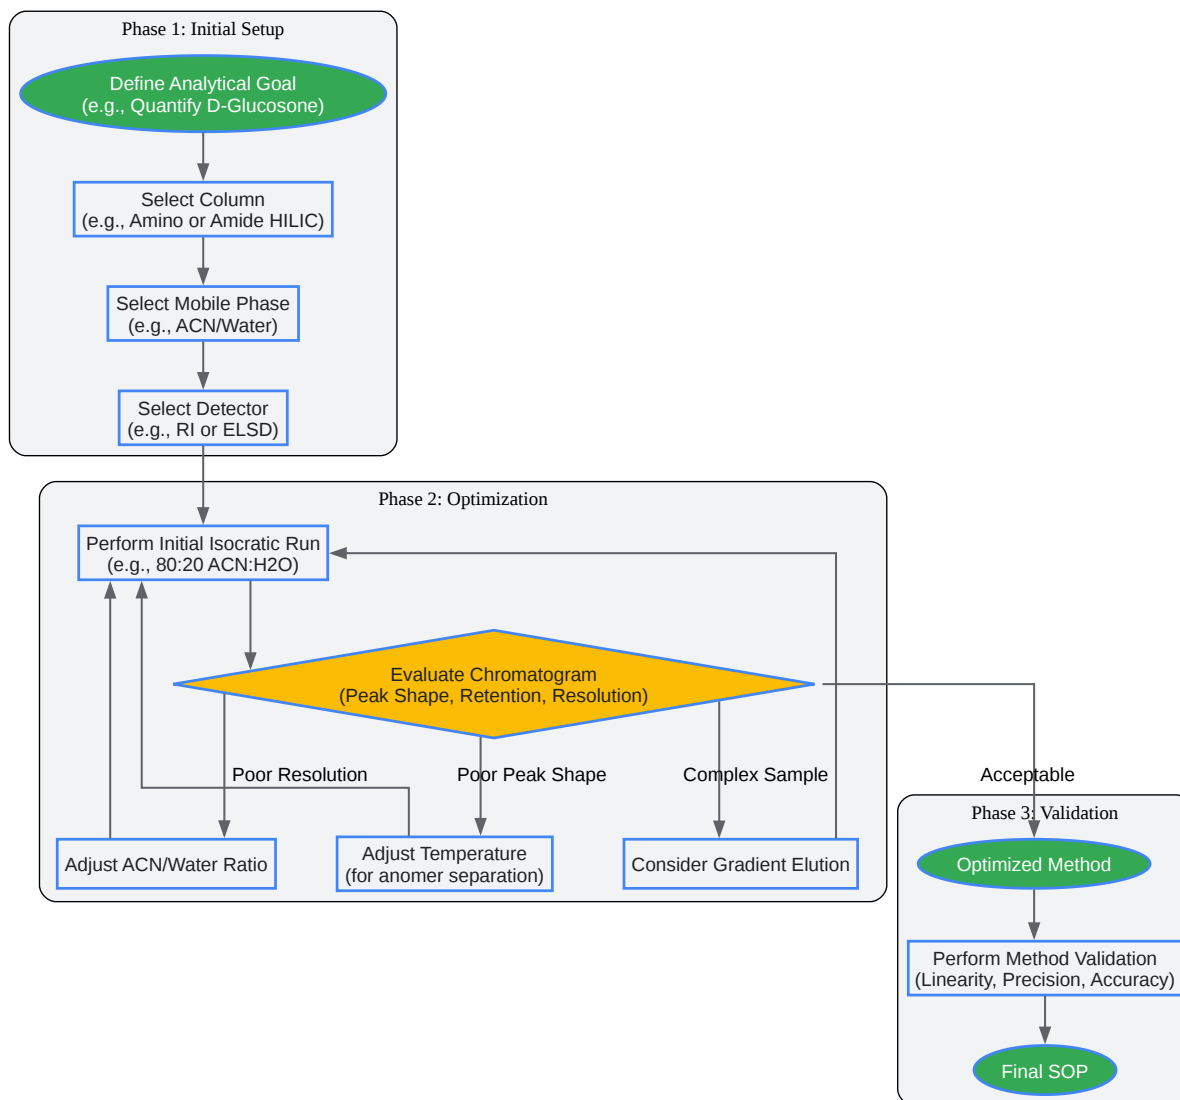 Phase 1: Initial Setup
Define Analytical Goal
(e.g., Quantify D-Glucosone)
Select Column
(e.g., Amino or Amide HILIC)
Select Mobile Phase
(e.g., ACN/Water)
Select Detector
(e.g., RI or ELSD)
Phase 2: Optimization
Perform Initial Isocratic Run
(e.g., 80:20 ACN:H2O)
Evaluate Chromatogram
(Peak Shape, Retention, Resolution)
Poor Resolution
Poor Peak Shape
Complex Sample
Acceptable
Adjust ACN/Water Ratio
Adjust Temperature
(for anomer separation)
Consider Gradient Elution
Phase 3: Validation
Optimized Method
Perform Method Validation
(Linearity, Precision, Accuracy)
Final SOP